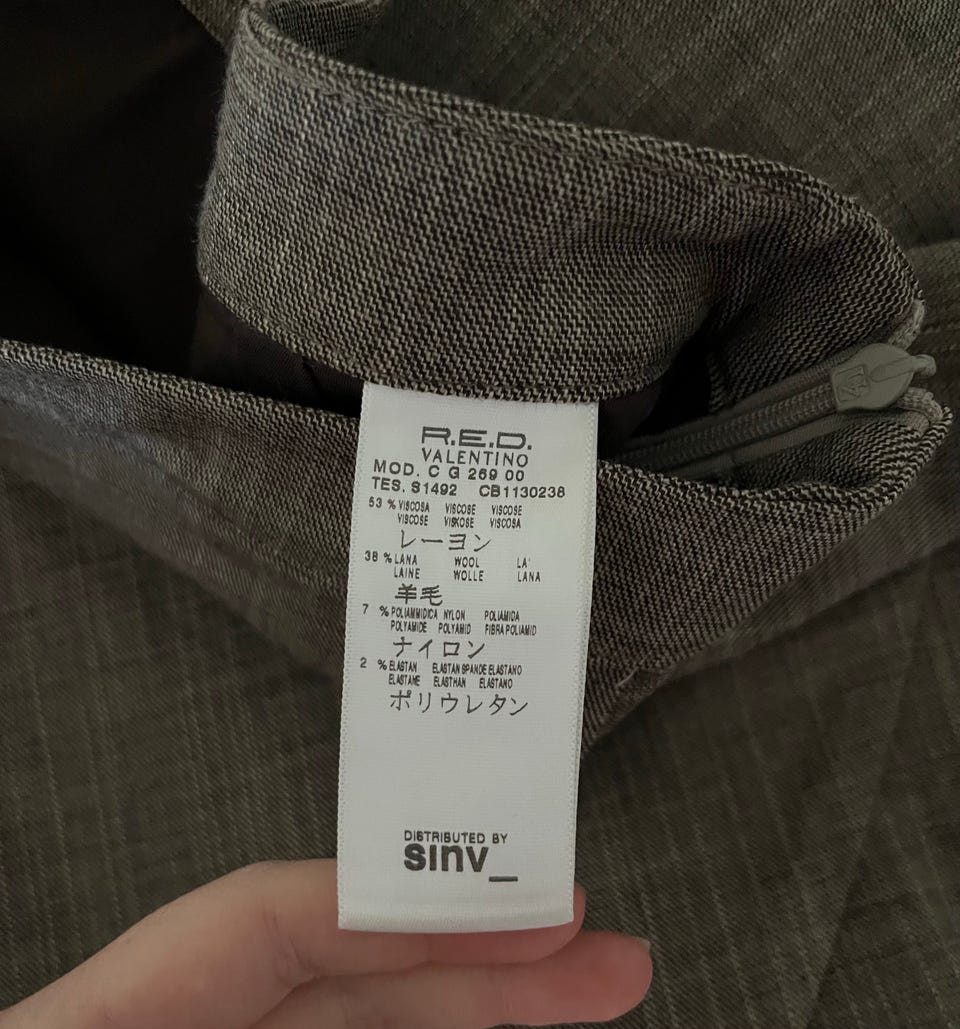 R.E.D.
VALENTINO
MOD. C G 269 00
TES. S1492 CB1130238
53 % VISCOSA VISCOSE VISCOSE
VISCOSE VISKOSE VISCOSA
レーヨン
38 % LANA WOOL LA'
LAINE WOLLE LANA
羊毛
7 % POLIAMMIDICA NYLON POLIAMIDA
POLYAMIDE POLYAMID FIBRA POLIAMID
ナイロン
2 % ELASTAN ELASTAN SPANDE ELASTANO
ELASTANE ELASTHAN ELASTANO
ポリウレタン
DISTRIBUTED BY
sinv_